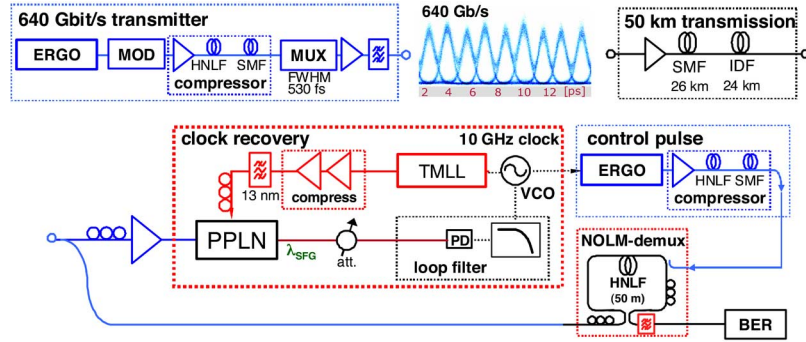 640 Gbit/s transmitter
ERGO
MOD
HNLF SMF
compressor
MUX
FWHM
530 fs
640 Gb/s
2 4 6 8 10 12 [ps]
50 km transmission
SMF IDF
26 km 24 km
clock recovery
10 GHz clock
13 nm
compress
TMLL
VCO
PPLN
λSFG
att.
PD
loop filter
control pulse
ERGO
HNLF SMF
compressor
NOLM-demux
HNLF
(50 m)
BER